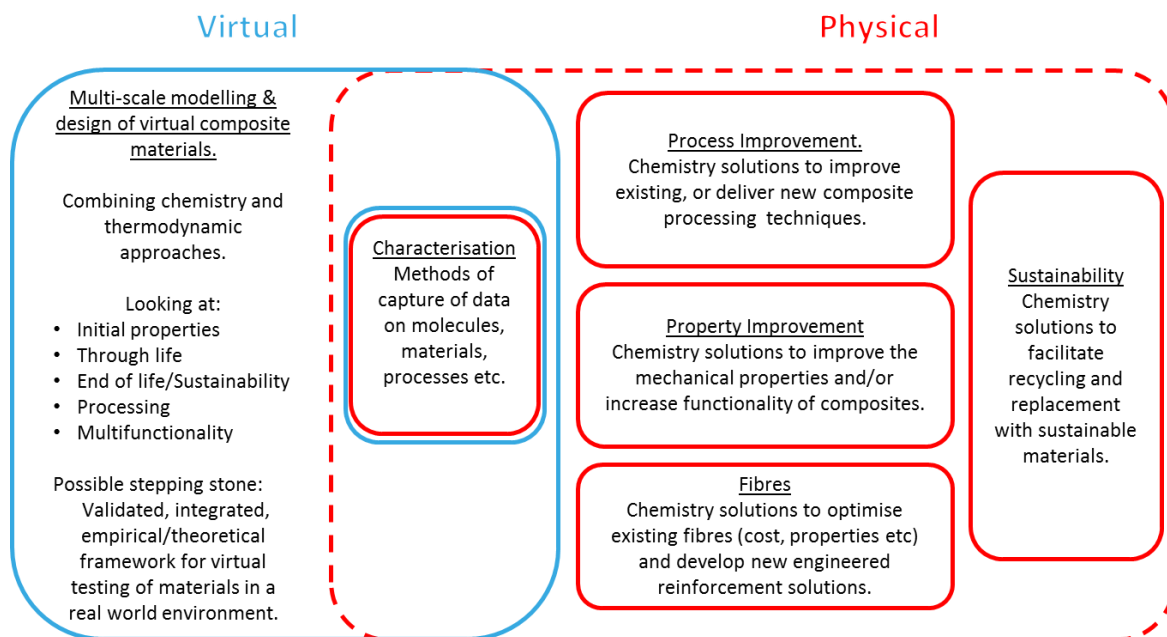 Virtual
Physical
Multi-scale modelling &
design of virtual composite
materials.
Combining chemistry and
thermodynamic
approaches.
Looking at:
• Initial properties
• Through life
• End of life/Sustainability
• Processing
• Multifunctionality
Possible stepping stone:
Validated, integrated,
empirical/theoretical
framework for virtual
testing of materials in a
real world environment.
Characterisation
Methods of
capture of data
on molecules,
materials,
processes etc.
Process Improvement.
Chemistry solutions to improve
existing, or deliver new composite
processing techniques.
Property Improvement
Chemistry solutions to improve the
mechanical properties and/or
increase functionality of composites.
Fibres
Chemistry solutions to optimise
existing fibres (cost, properties etc)
and develop new engineered
reinforcement solutions.
Sustainability
Chemistry
solutions to
facilitate
recycling and
replacement
with sustainable
materials.